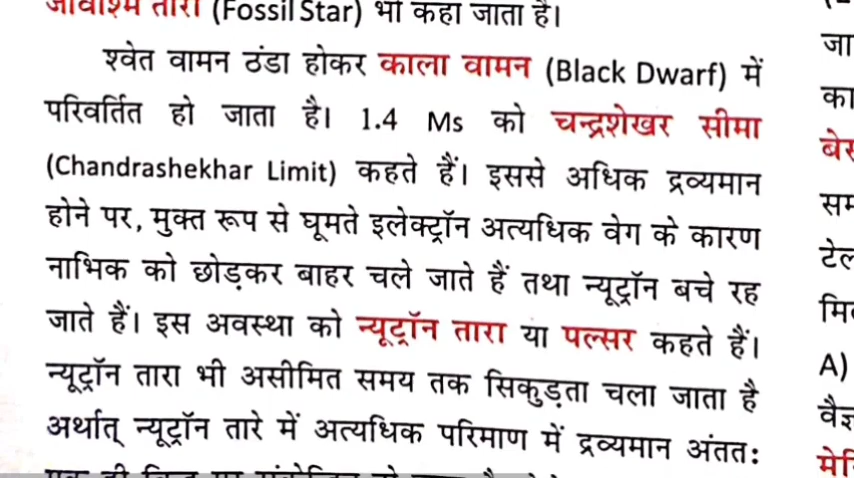 तारा (Fossil Star) भी कहा जाता है।
श्वेत वामन ठंडा होकर काला वामन (Black Dwarf) में
परिवर्तित हो जाता है। 1.4 Ms को चन्द्रशेखर सीमा
(Chandrashekhar Limit) कहते हैं। इससे अधिक द्रव्यमान
होने पर, मुक्त रूप से घूमते इलेक्ट्रॉन अत्यधिक वेग के कारण
नाभिक को छोड़कर बाहर चले जाते हैं तथा न्यूट्रॉन बचे रह
जाते हैं। इस अवस्था को न्यूट्रॉन तारा या पल्सर कहते हैं।
न्यूट्रॉन तारा भी असीमित समय तक सिकुड़ता चला जाता है
अर्थात् न्यूट्रॉन तारे में अत्यधिक परिमाण में द्रव्यमान अंततः
जा
का
A)